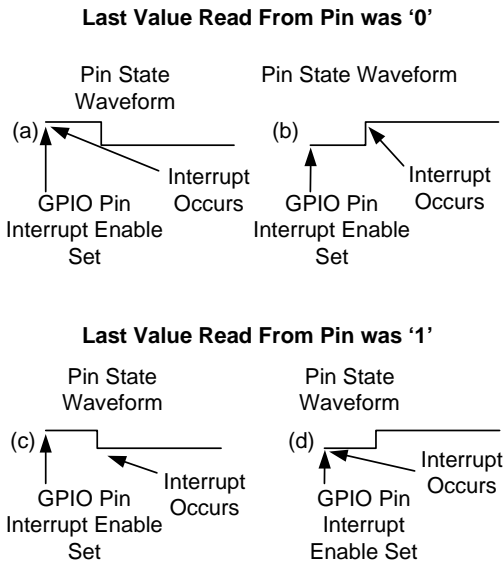 Last Value Read From Pin was ‘0’
Pin State
Waveform
Pin State Waveform
(a)
(b)
Interrupt
Occurs
Interrupt
Occurs
GPIO Pin
Interrupt Enable
Set
GPIO Pin
Interrupt Enable
Set
Last Value Read From Pin was ‘1’
Pin State
Waveform
Pin State
Waveform
(c)
(d)
Interrupt
Occurs
Interrupt
Occurs
GPIO Pin
Interrupt Enable
Set
GPIO Pin
Interrupt
Enable Set